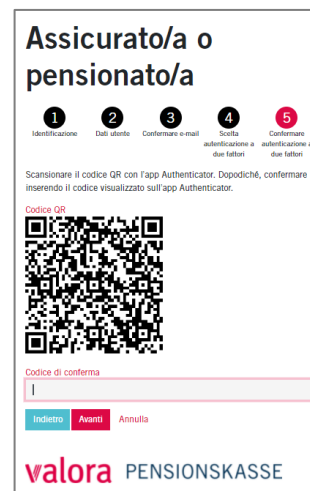 Assicurato/a o
pensionato/a
1 2 3 4 5
Identificazione Dati utente Confermare e-mail Scelta Confermare
autenticazione a autenticazione a
due fattori due fattori
Scansionare il codice QR con l'app Authenticator. Dopodiché, confermare
inserendo il codice visualizzato sull'app Authenticator.
Codice QR
Codice di conferma
Indietro Avanti Annulla
valora PENSIONSKASSE